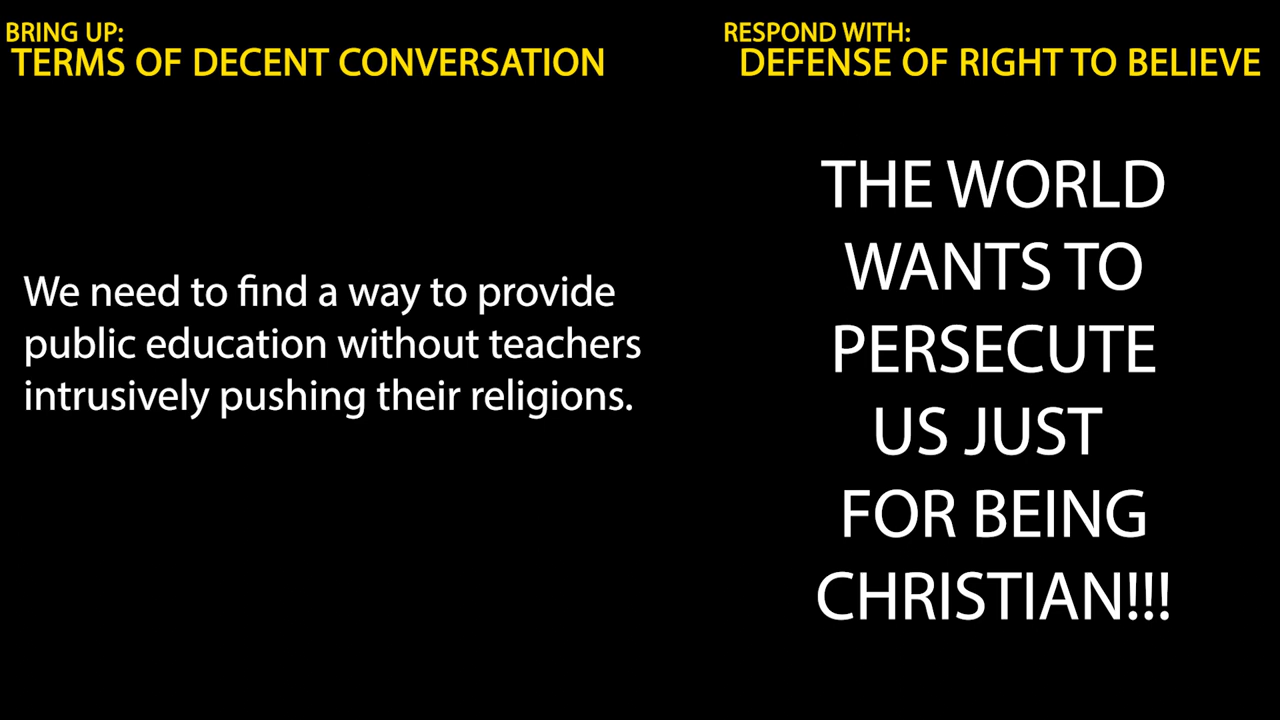 BRING UP:
TERMS OF DECENT CONVERSATION
We need to find a way to provide
public education without teachers
intrusively pushing their religions.
RESPOND WITH:
DEFENSE OF RIGHT TO BELIEVE
THE WORLD
WANTS TO
PERSECUTE
US JUST
FOR BEING
CHRISTIAN!!!